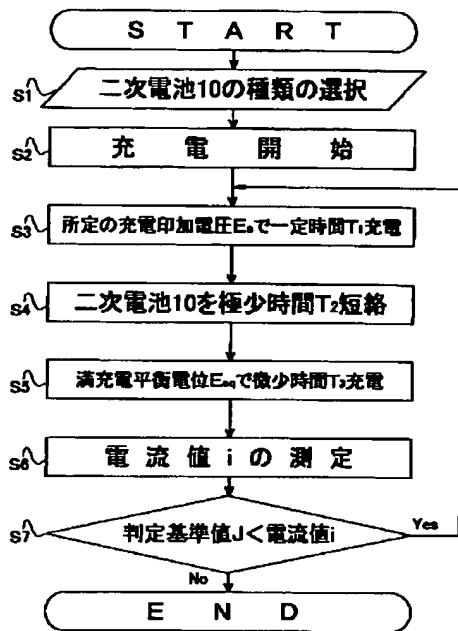 START
S1 二次電池10の種類の選択
S2 充電開始
S3 所定の充電印加電圧Esで一定時間T1充電
S4 二次電池10を極少時間T2短絡
S5 満充電平衡電位Eeqで微少時間T3充電
S6 電流値iの測定
S7 判定基準値J<電流値i
Yes
No
END